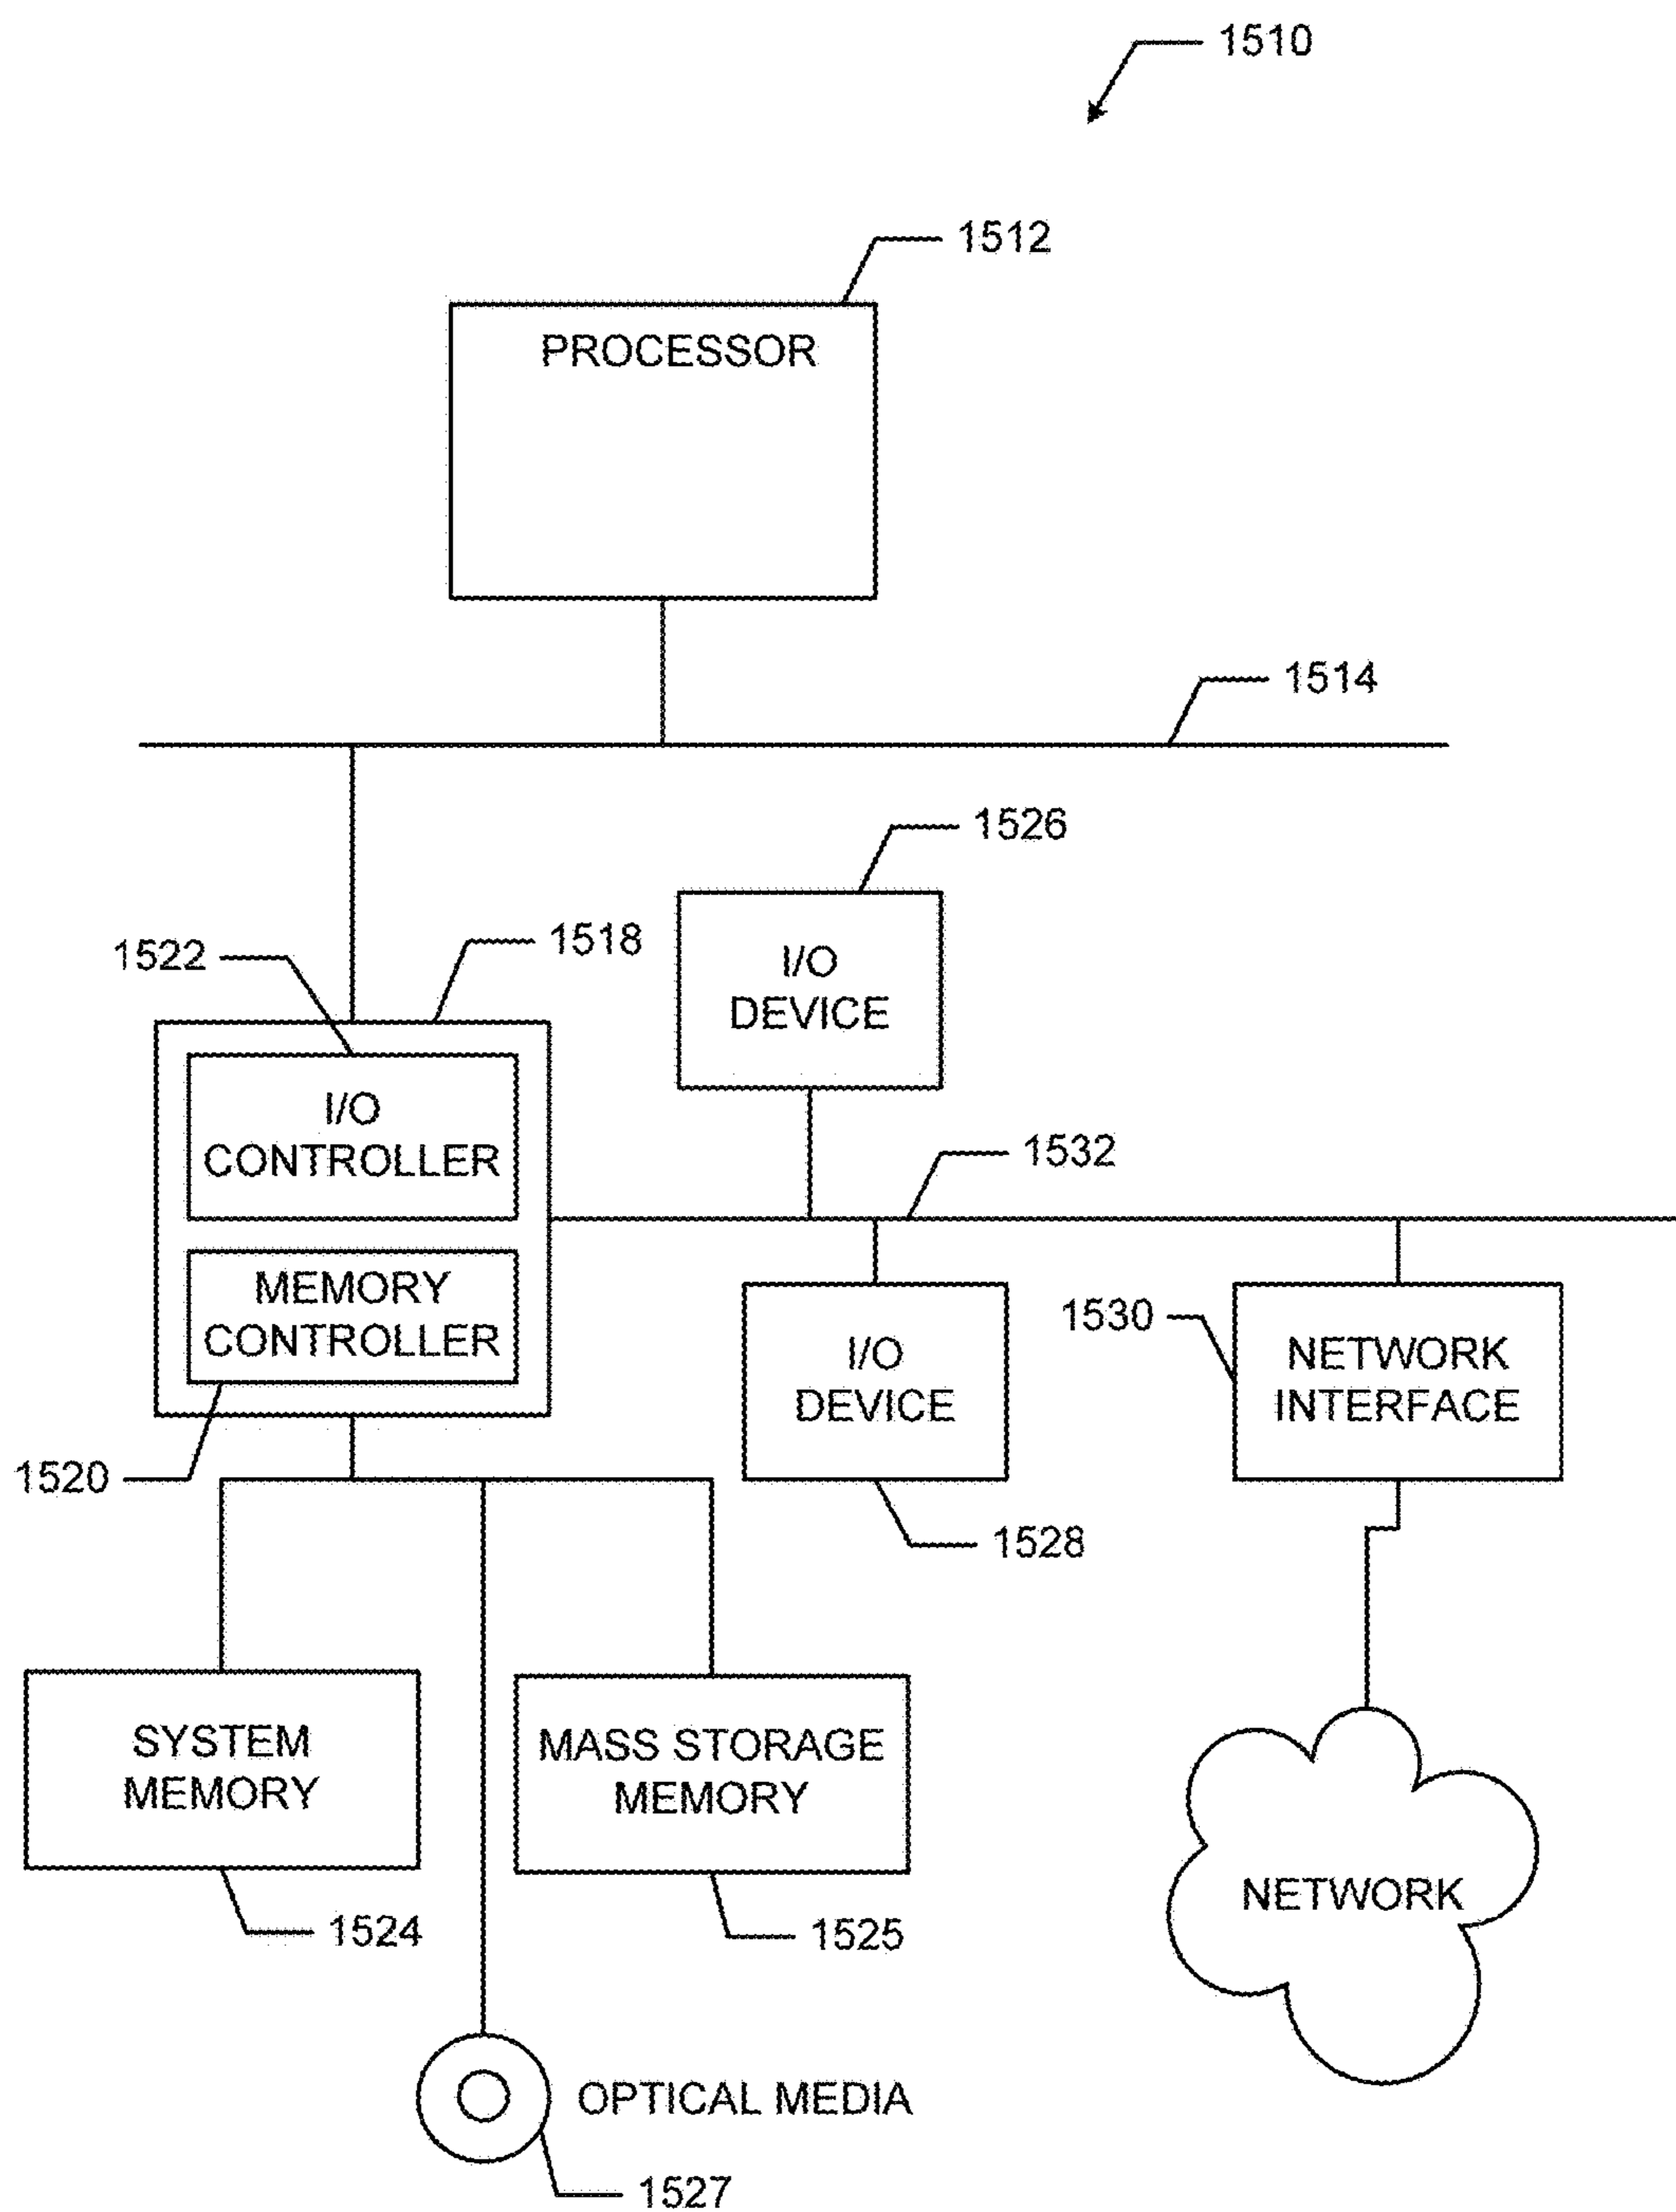 1510
1512
PROCESSOR
1514
1526
1518
1522
I/O
DEVICE
I/O
CONTROLLER
1532
MEMORY
CONTROLLER
1530
I/O
DEVICE
NETWORK
INTERFACE
1520
1528
SYSTEM
MEMORY
MASS STORAGE
MEMORY
NETWORK
1524
1525
OPTICAL MEDIA
1527